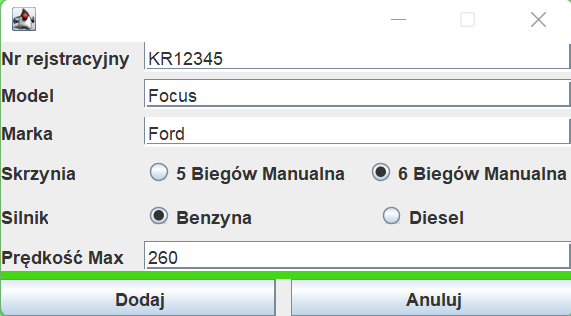 Nr rejstracyjny KR12345
Model Focus
Marka Ford
Skrzynia 5 Biegów Manualna 6 Biegów Manualna
Silnik Benzyna Diesel
Prędkość Max 260
Dodaj Anuluj